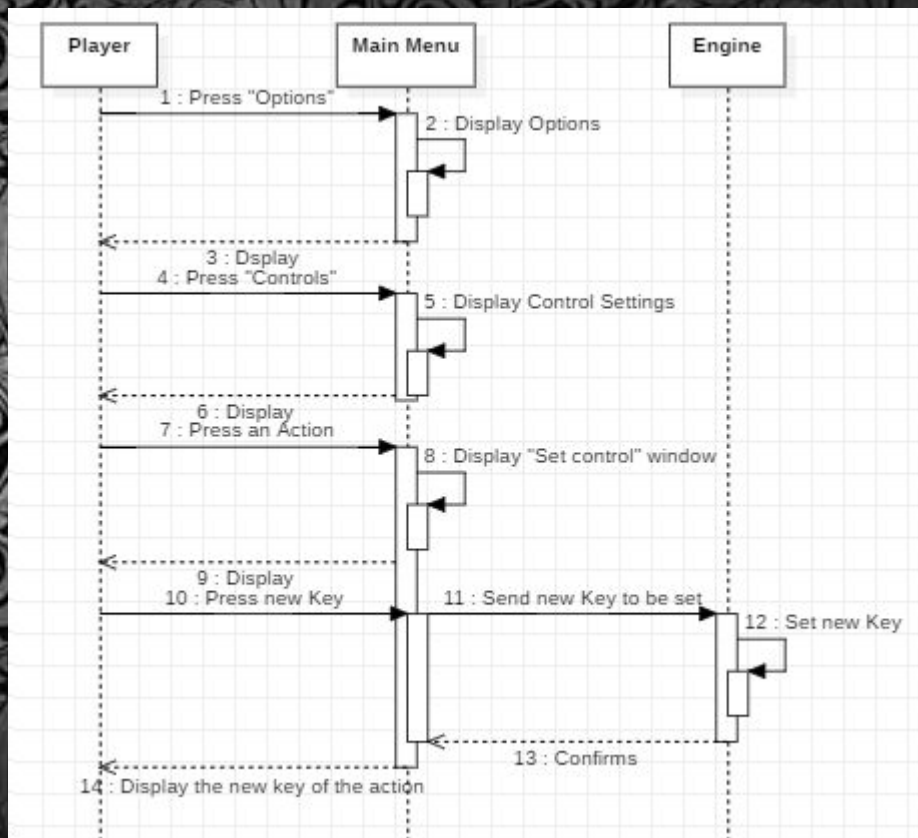 Player
Main Menu
Engine
1 : Press "Options"
2 : Display Options
3 : Dsplay
4 : Press "Controls"
5 : Display Control Settings
6 : Display
7 : Press an Action
8 : Display "Set control" window
9 : Display
10 : Press new Key
11 : Send new Key to be set
12 : Set new Key
13 : Confirms
14 : Display the new key of the action